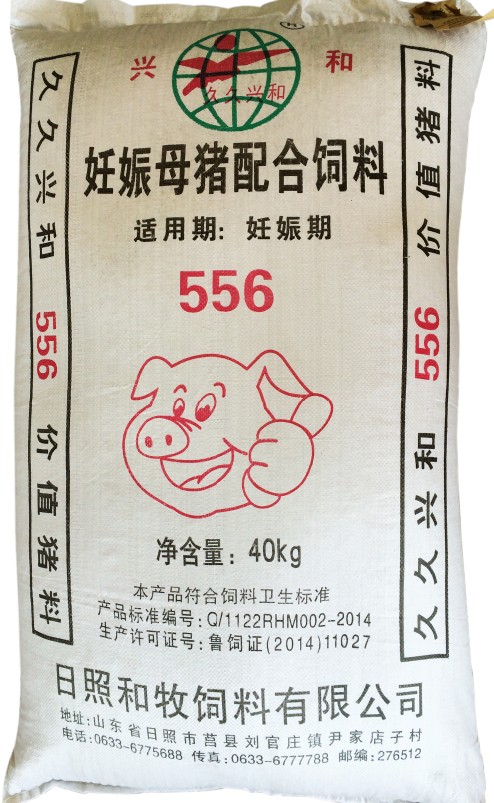 兴 和
久久兴和
妊娠母猪配合饲料
适用期：妊娠期
556
久久兴和 556 价值猪料
久久兴和 556 价值猪料
净含量：40kg
本产品符合饲料卫生标准
产品标准编号：Q/1122RHM002-2014
生产许可证号：鲁饲证(2014)11027
日照和牧饲料有限公司
地址：山东省日照市莒县刘官庄镇尹家店子村
电话：0633-6775688 传真：0633-6777788 邮编：276512